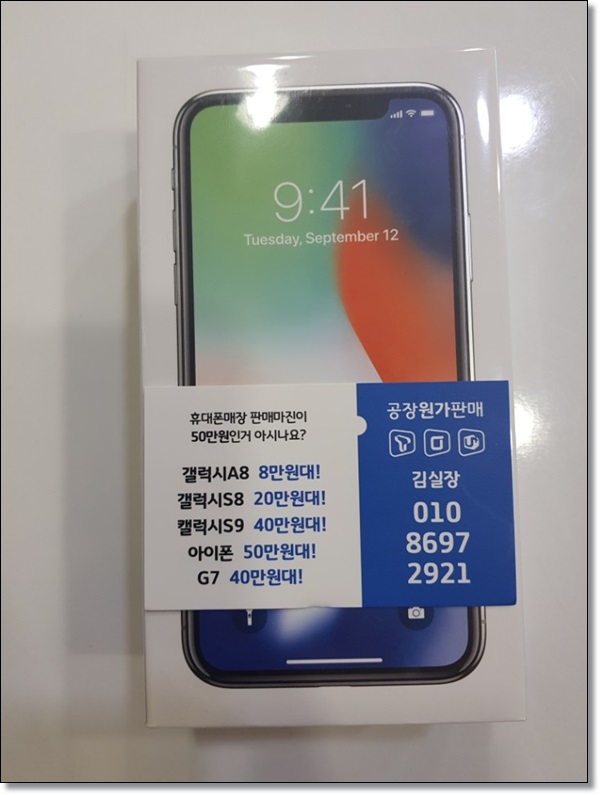 9:41
Tuesday, September 12
휴대폰매장 판매마진이
50만원인거 아시나요?
갤럭시A8 8만원대!
갤럭시S8 20만원대!
캘럭시S9 40만원대!
아이폰 50만원대!
G7 40만원대!
공장원가판매
김실장
010
8697
2921